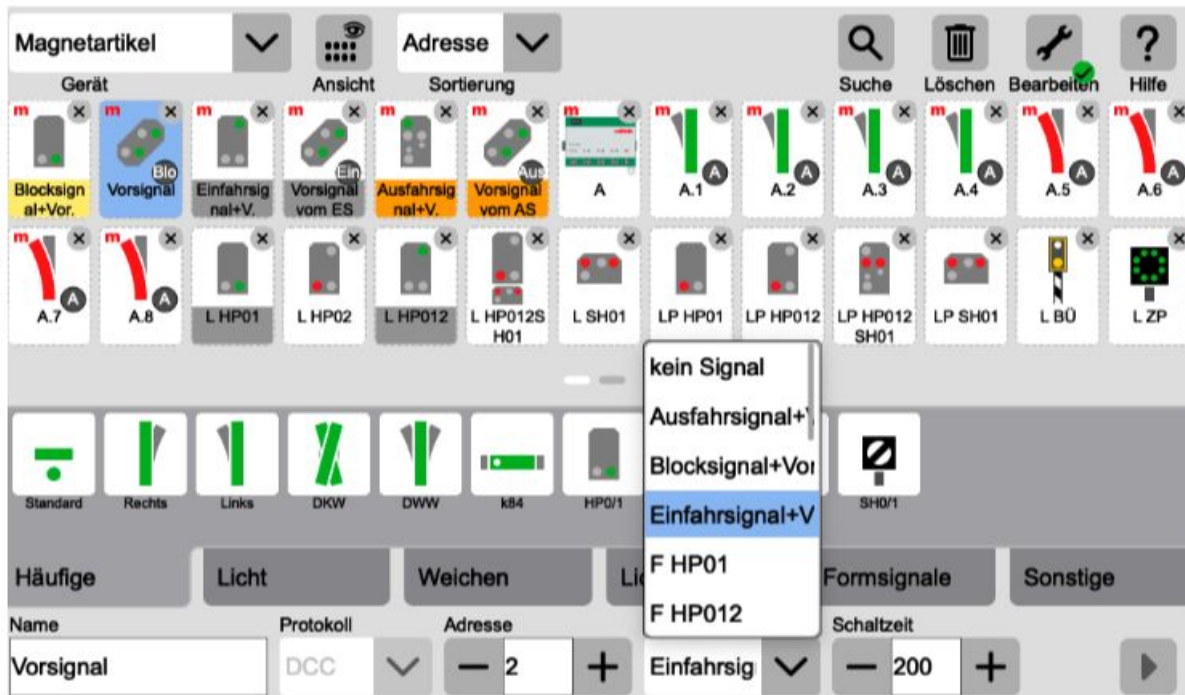 Magnetartikel
Adresse
Gerät
Ansicht
Sortierung
Suche
Löschen
Bearbeiten
Hilfe
m
m
m
m
m
m
m
m
m
m
m
m
m
Blo
Ein
Aus
A
A
A
A
A
A
Blocksign
al+Vor.
Vorsignal
Einfahrsig
nal+V.
Vorsignal
vom ES
Ausfahrsig
nal+V.
Vorsignal
vom AS
A
A.1
A.2
A.3
A.4
A.5
A.6
m
m
A
A
A.7
A.8
L HP01
L HP02
L HP012
L HP012S
H01
L SH01
LP HP01
LP HP012
LP HP012
SH01
LP SH01
L BÜ
L ZP
kein Signal
Ausfahrsignal+V
Blocksignal+Vor
Einfahrsignal+V
F HP01
F HP012
Standard
Rechts
Links
DKW
DWW
k84
HP0/1
SH0/1
Häufige
Licht
Weichen
Formsignale
Sonstige
Name
Protokoll
Adresse
Schaltzeit
Vorsignal
DCC
2
Einfahrsig
200